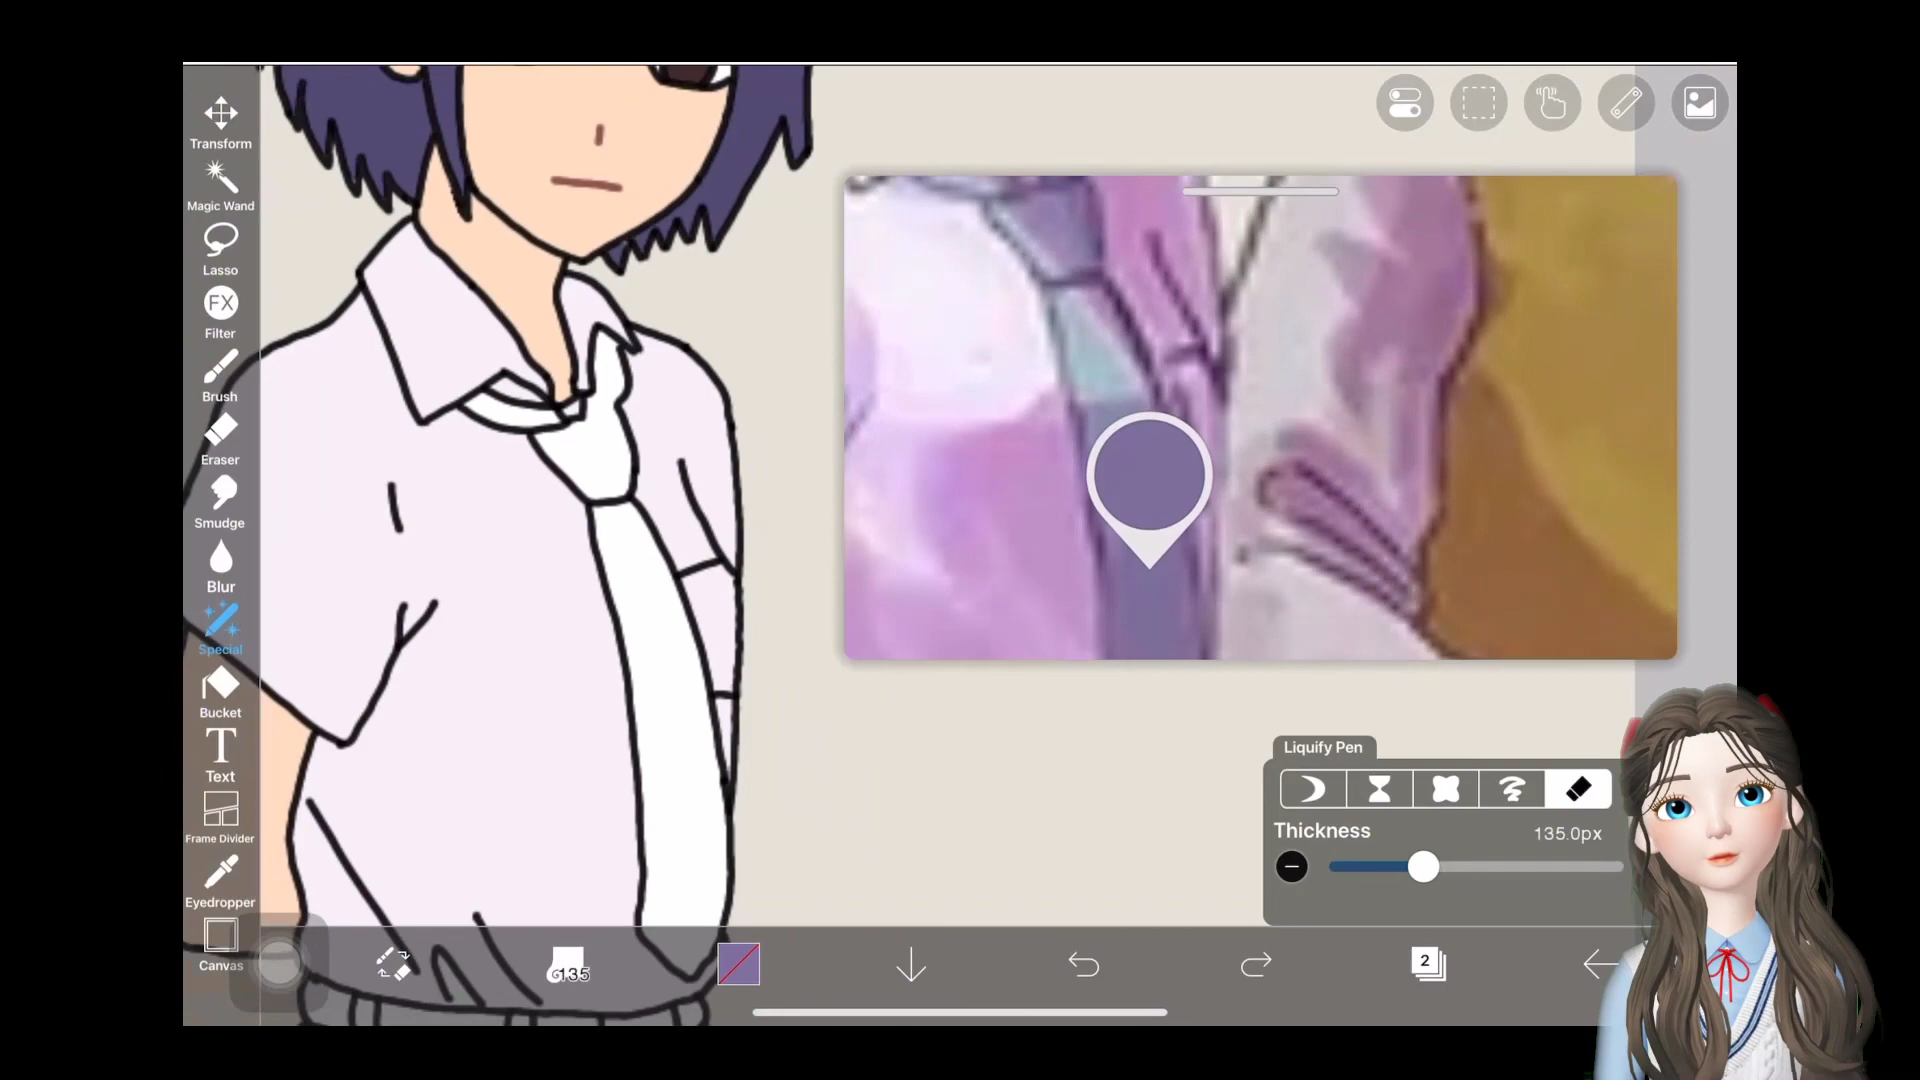 Transform
Magic Wand
Lasso
FX
Filter
Brush
Eraser
Smudge
Blur
Special
Bucket
T
Text
Frame Divider
Eyedropper
Canvas
Liquify Pen
Thickness
135.0px
135
2